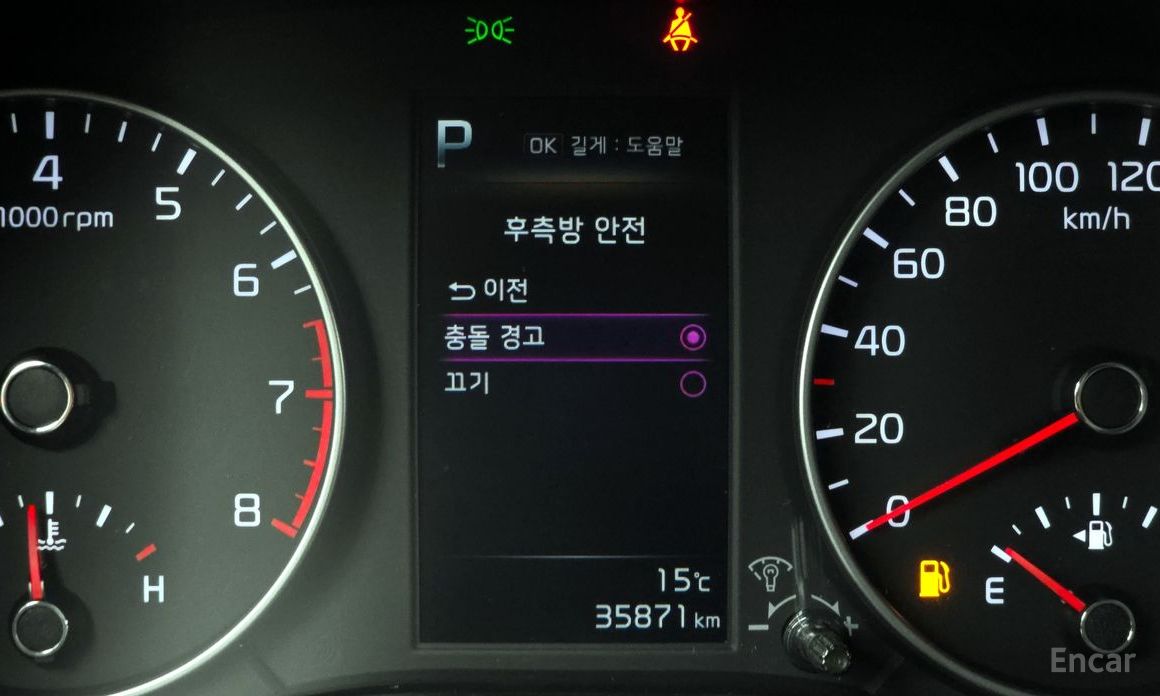 P
OK 길게 : 도움말
후측방 안전
이전
충돌 경고
끄기
15℃
35871 km
4
5
6
7
8
1000rpm
H
0
20
40
60
80
100
120
km/h
E
Encar